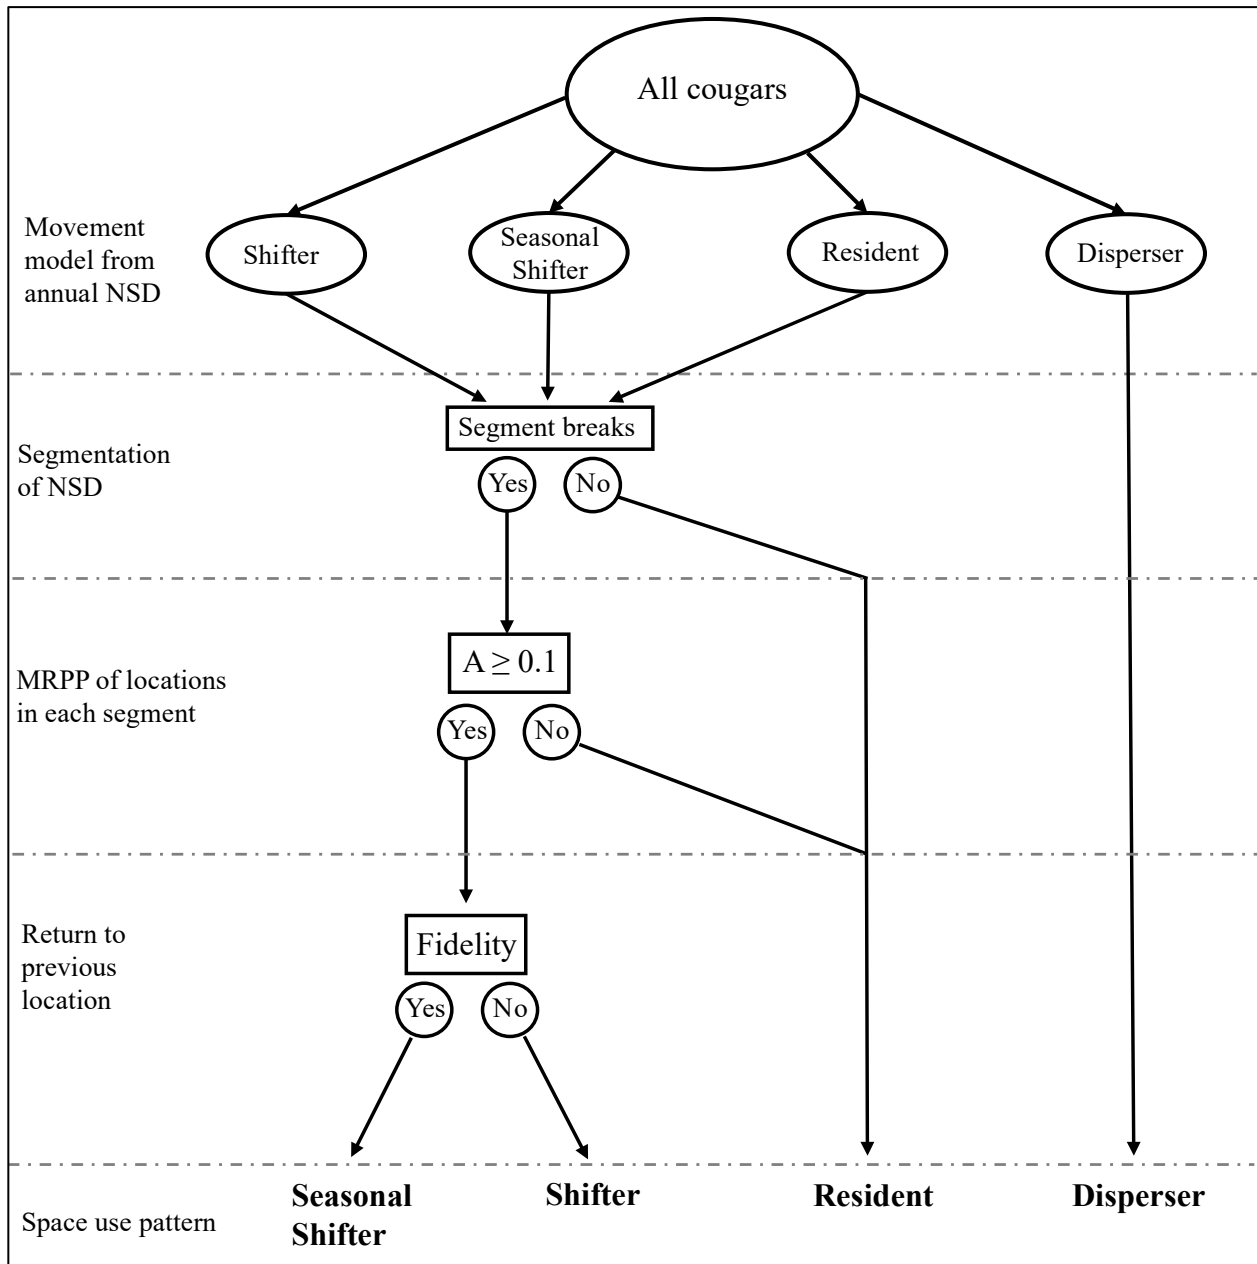 All cougars
Movement
model from
annual NSD
Shifter
Seasonal
Shifter
Resident
Disperser
Segmentation
of NSD
Segment breaks
Yes
No
MRPP of locations
in each segment
A ≥ 0.1
Yes
No
Return to
previous
location
Fidelity
Yes
No
Space use pattern
Seasonal
Shifter
Shifter
Resident
Disperser